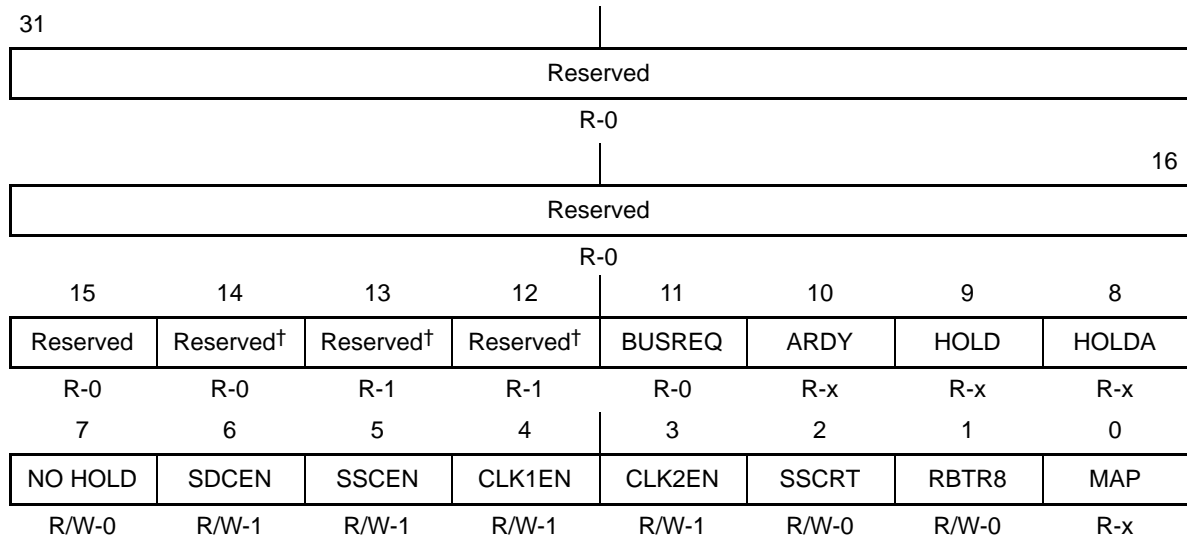 31
Reserved
R-0
16
Reserved
R-0
15 14 13 12 11 10 9 8
Reserved Reserved† Reserved† Reserved† BUSREQ ARDY HOLD HOLDA
R-0 R-0 R-1 R-1 R-0 R-x R-x R-x
7 6 5 4 3 2 1 0
NO HOLD SDCEN SSCEN CLK1EN CLK2EN SSCRT RBTR8 MAP
R/W-0 R/W-1 R/W-1 R/W-1 R/W-1 R/W-0 R/W-0 R-x